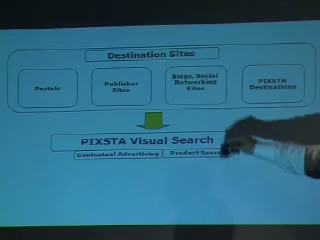 Destination Sites
Portals
Publisher
Sites
Blogs, Social
Networking
Sites
PIXSTA
Destinations
PIXSTA Visual Search
Contextual Advertising
Product Search